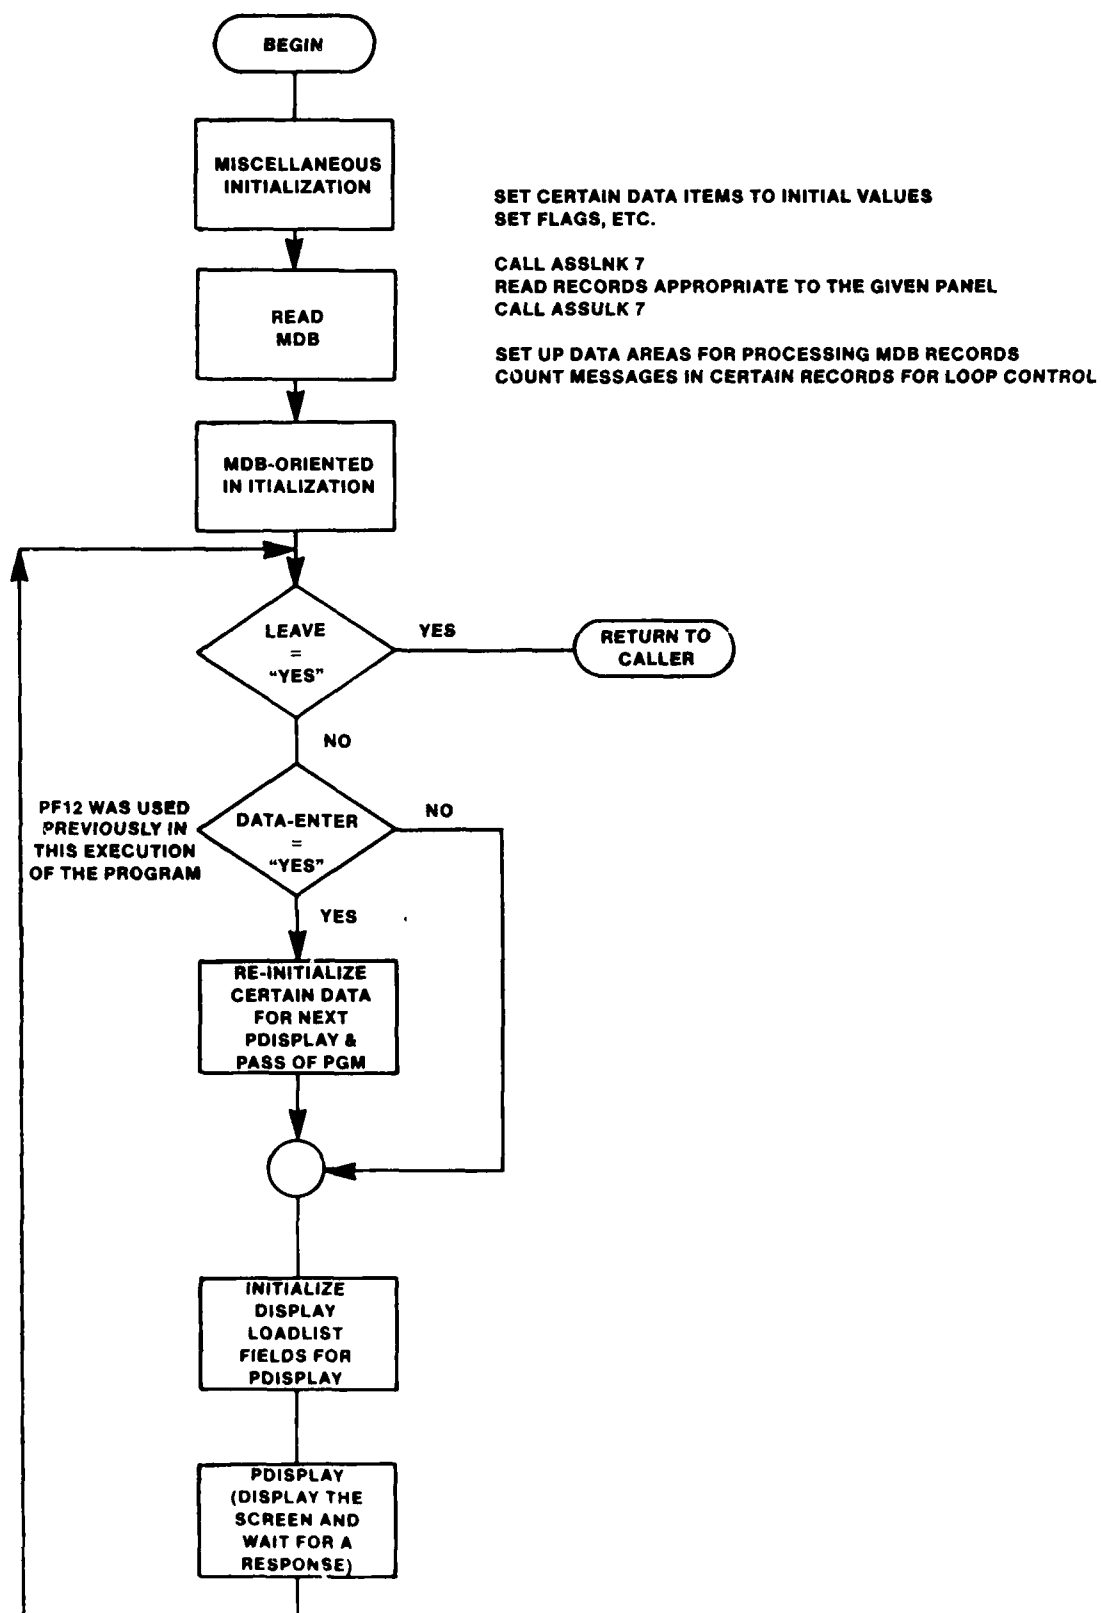 BEGIN
MISCELLANEOUS
INITIALIZATION
SET CERTAIN DATA ITEMS TO INITIAL VALUES
SET FLAGS, ETC.
CALL ASSLNK 7
READ RECORDS APPROPRIATE TO THE GIVEN PANEL
CALL ASSULK 7
READ
MDB
SET UP DATA AREAS FOR PROCESSING MDB RECORDS
COUNT MESSAGES IN CERTAIN RECORDS FOR LOOP CONTROL
MDB-ORIENTED
IN ITIALIZATION
LEAVE
=
“YES”
YES
RETURN TO
CALLER
NO
PF12 WAS USED
PREVIOUSLY IN
THIS EXECUTION
OF THE PROGRAM
DATA-ENTER
=
“YES”
NO
YES
RE-INITIALIZE
CERTAIN DATA
FOR NEXT
PDISPLAY &
PASS OF PGM
INITIALIZE
DISPLAY
LOADLIST
FIELDS FOR
PDISPLAY
PDISPLAY
(DISPLAY THE
SCREEN AND
WAIT FOR A
RESPONSE)